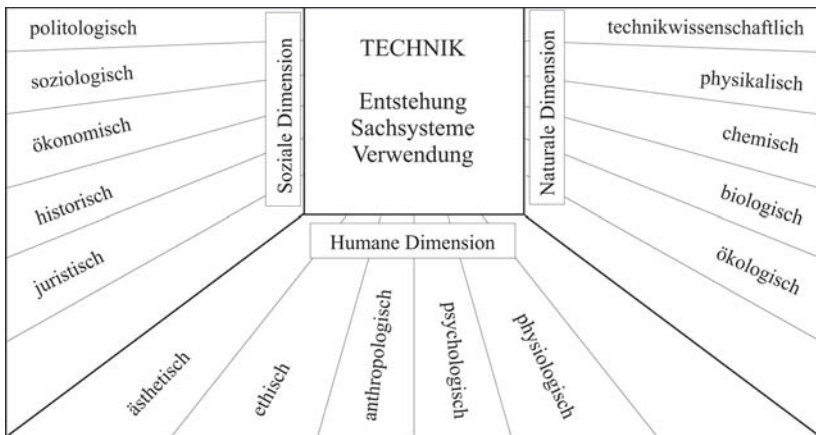 politologisch
soziologisch
ökonomisch
historisch
juristisch
Soziale Dimension
TECHNIK
Entstehung
Sachsysteme
Verwendung
Naturale Dimension
technikwissenschaftlich
physikalisch
chemisch
biologisch
ökologisch
Humane Dimension
ästhetisch
ethisch
anthropologisch
psychologisch
physiologisch